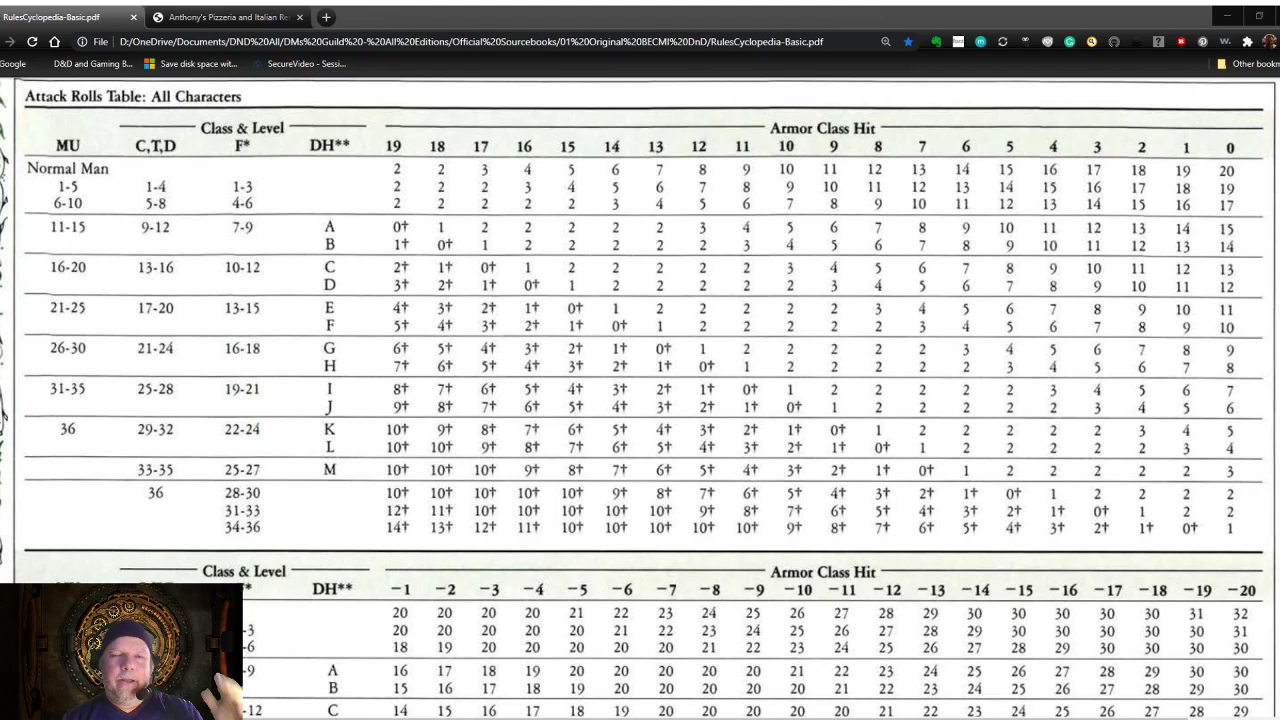 RulesCyclopedia-Basic.pdf × Anthony's Pizzeria and Italian Re × +
File D:/OneDrive/Documents/DND%20All/DMs%20Guild%20-%20All%20Editions/Official%20Sourcebooks/01%20Original%20BECMI%20DnD/RulesCyclopedia-Basic.pdf
Google D&D and Gaming B... Save disk space wit... SecureVideo - Sessi... Other bookm
Attack Rolls Table: All Characters
Class & Level Armor Class Hit
MU C,T,D F* DH** 19 18 17 16 15 14 13 12 11 10 9 8 7 6 5 4 3 2 1 0
Normal Man 2 2 3 4 5 6 7 8 9 10 11 12 13 14 15 16 17 18 19 20
1-5 1-4 1-3 2 2 2 3 4 5 6 7 8 9 10 11 12 13 14 15 16 17 18 19
6-10 5-8 4-6 2 2 2 2 2 3 4 5 6 7 8 9 10 11 12 13 14 15 16 17
11-15 9-12 7-9 A 0† 1 2 2 2 2 2 3 4 5 6 7 8 9 10 11 12 13 14 15
B 1† 0† 1 2 2 2 2 2 3 4 5 6 7 8 9 10 11 12 13 14
16-20 13-16 10-12 C 2† 1† 0† 1 2 2 2 2 2 3 4 5 6 7 8 9 10 11 12 13
D 3† 2† 1† 0† 1 2 2 2 2 2 3 4 5 6 7 8 9 10 11 12
21-25 17-20 13-15 E 4† 3† 2† 1† 0† 1 2 2 2 2 2 3 4 5 6 7 8 9 10 11
F 5† 4† 3† 2† 1† 0† 1 2 2 2 2 2 3 4 5 6 7 8 9 10
26-30 21-24 16-18 G 6† 5† 4† 3† 2† 1† 0† 1 2 2 2 2 2 3 4 5 6 7 8 9
H 7† 6† 5† 4† 3† 2† 1† 0† 1 2 2 2 2 2 3 4 5 6 7 8
31-35 25-28 19-21 I 8† 7† 6† 5† 4† 3† 2† 1† 0† 1 2 2 2 2 2 3 4 5 6 7
J 9† 8† 7† 6† 5† 4† 3† 2† 1† 0† 1 2 2 2 2 2 3 4 5 6
36 29-32 22-24 K 10† 9† 8† 7† 6† 5† 4† 3† 2† 1† 0† 1 2 2 2 2 2 3 4 5
L 10† 10† 9† 8† 7† 6† 5† 4† 3† 2† 1† 0† 1 2 2 2 2 2 3 4
33-35 25-27 M 10† 10† 10† 9† 8† 7† 6† 5† 4† 3† 2† 1† 0† 1 2 2 2 2 2 3
36 28-30 10† 10† 10† 10† 10† 9† 8† 7† 6† 5† 4† 3† 2† 1† 0† 1 2 2 2 2
31-33 12† 11† 10† 10† 10† 10† 10† 9† 8† 7† 6† 5† 4† 3† 2† 1† 0† 1 2 2
34-36 14† 13† 12† 11† 10† 10† 10† 10† 10† 9† 8† 7† 6† 5† 4† 3† 2† 1† 0† 1
Class & Level Armor Class Hit
DH** −1 −2 −3 −4 −5 −6 −7 −8 −9 −10 −11 −12 −13 −14 −15 −16 −17 −18 −19 −20
20 20 20 20 21 22 23 24 25 26 27 28 29 30 30 30 30 30 31 32
-3 20 20 20 20 20 21 22 23 24 25 26 27 28 29 30 30 30 30 30 31
-6 18 19 20 20 20 20 20 21 22 23 24 25 26 27 28 29 30 30 30 30
-9 A 16 17 18 19 20 20 20 20 20 21 22 23 24 25 26 27 28 29 30 30
B 15 16 17 18 19 20 20 20 20 20 21 22 23 24 25 26 27 28 29 30
-12 C 14 15 16 17 18 19 20 20 20 20 20 21 22 23 24 25 26 27 28 29